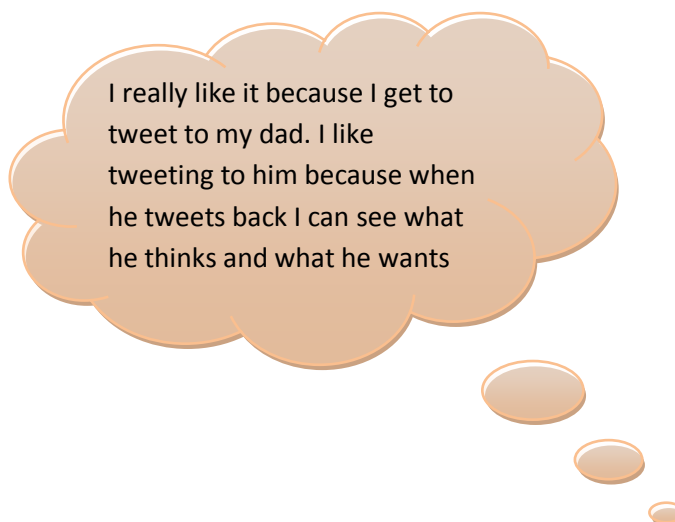 I really like it because I get to
tweet to my dad. I like
tweeting to him because when
he tweets back I can see what
he thinks and what he wants